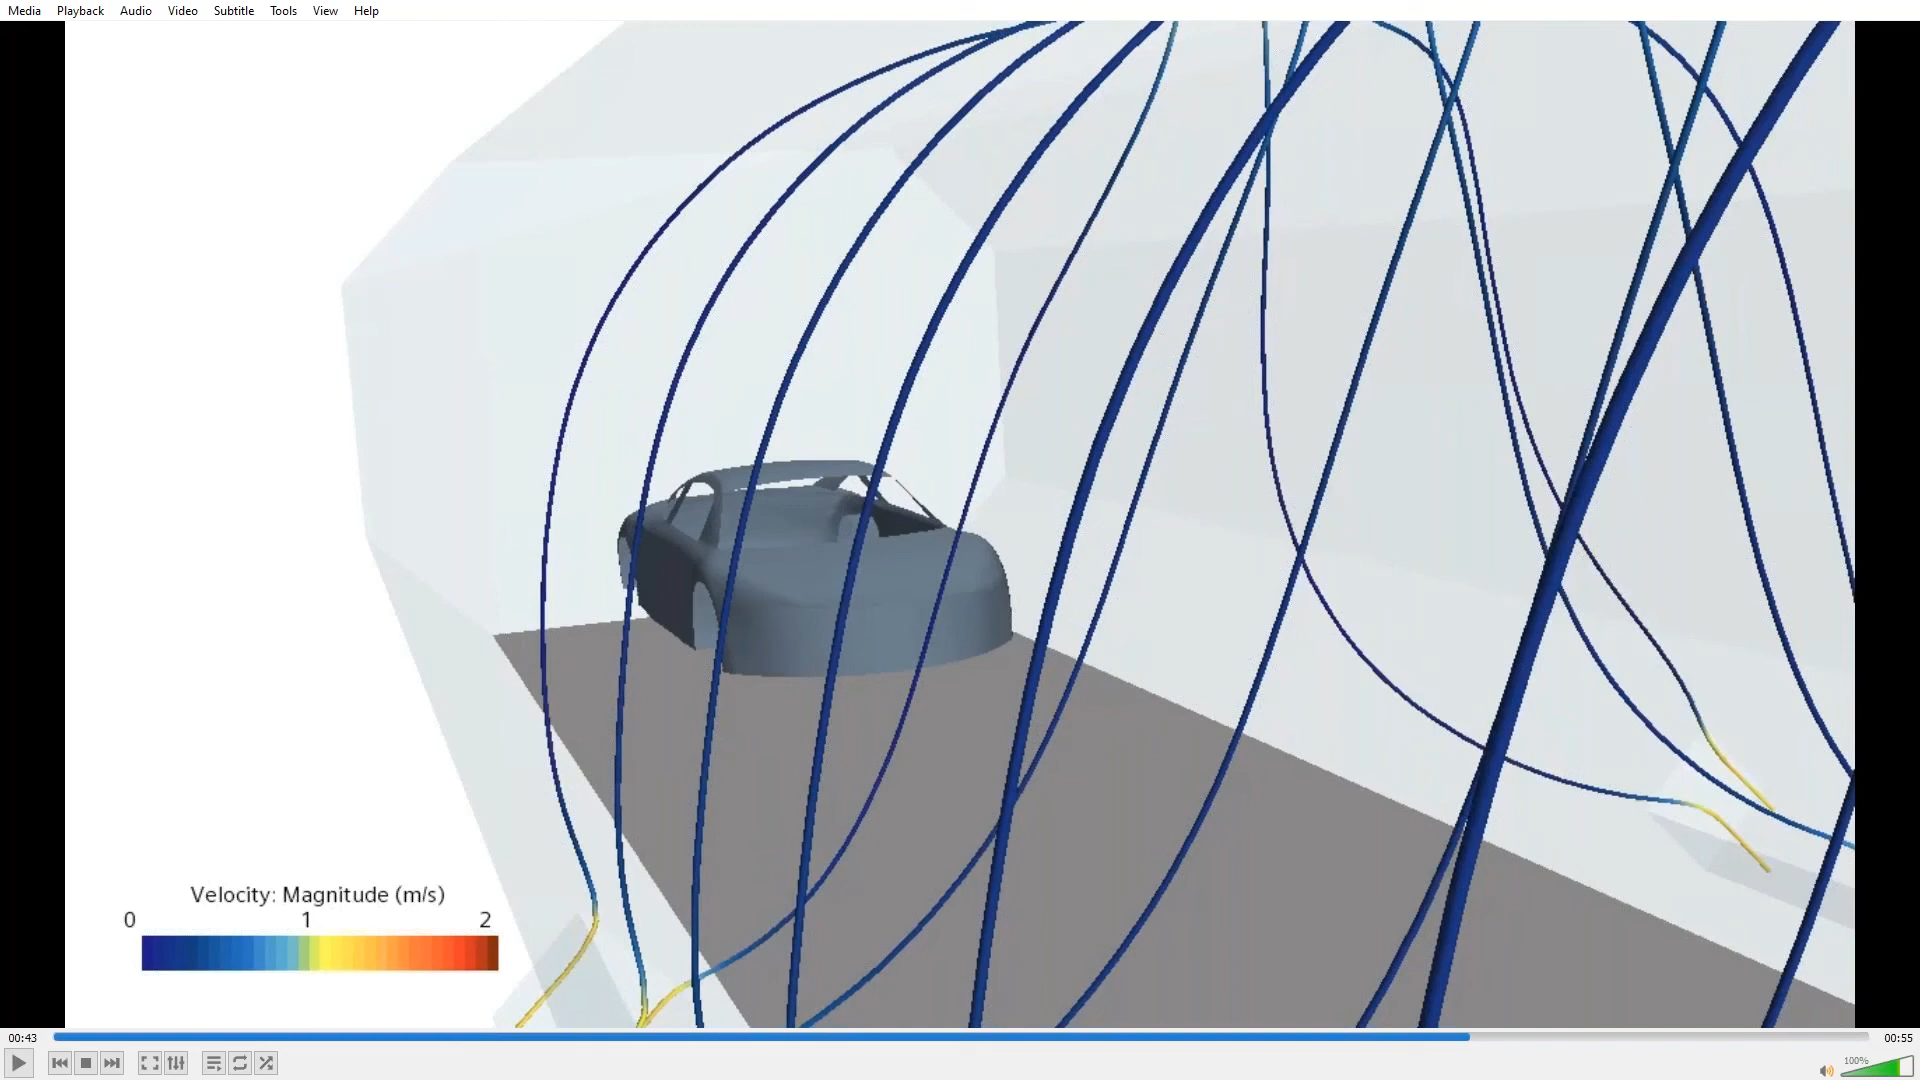 Media Playback Audio Video Subtitle Tools View Help
Velocity: Magnitude (m/s)
0 1 2
00:43 00:55
100%